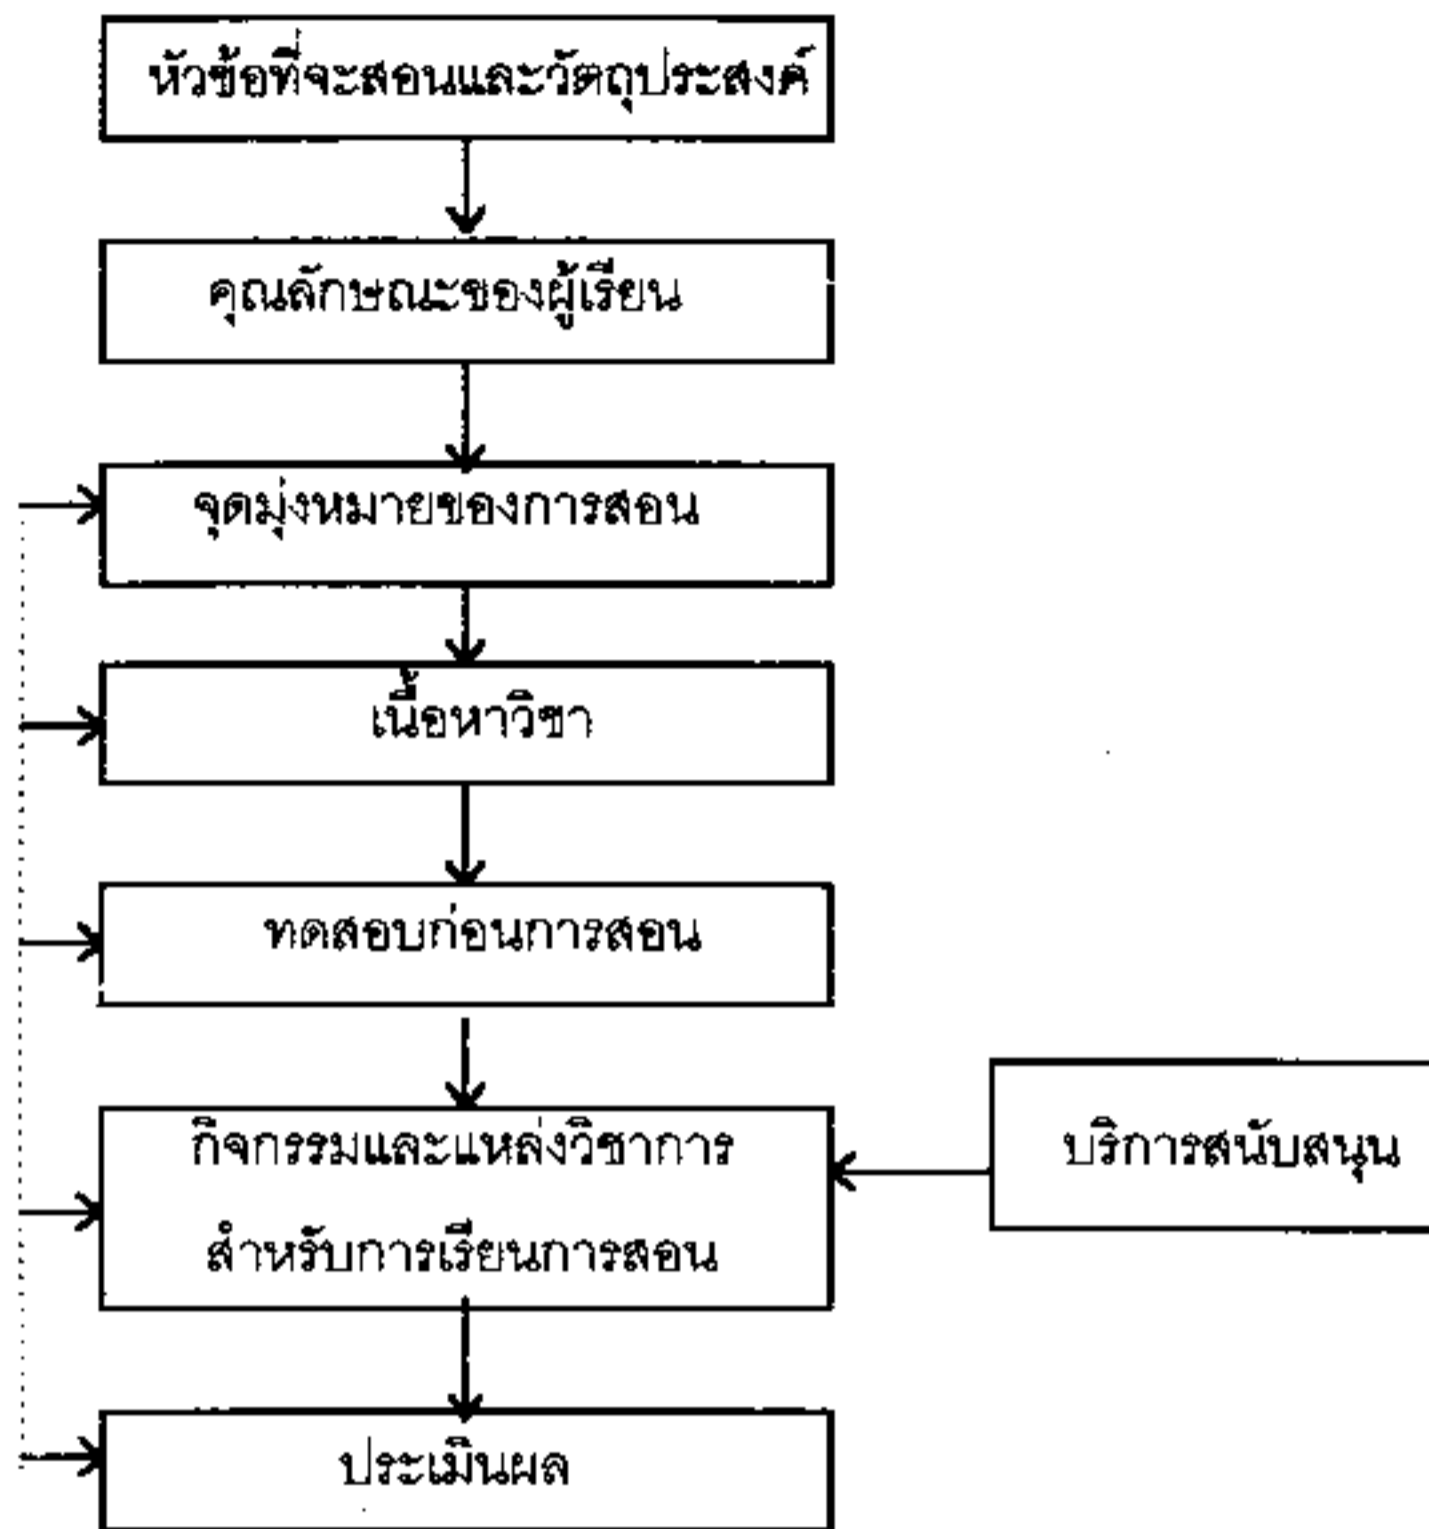 หัวข้อที่จะสอนและวัตถุประสงค์
คุณลักษณะของผู้เรียน
จุดมุ่งหมายของการสอน
เนื้อหาวิชา
ทดสอบก่อนการสอน
กิจกรรมและแหล่งวิชาการ
สำหรับการเรียนการสอน
บริการสนับสนุน
ประเมินผล